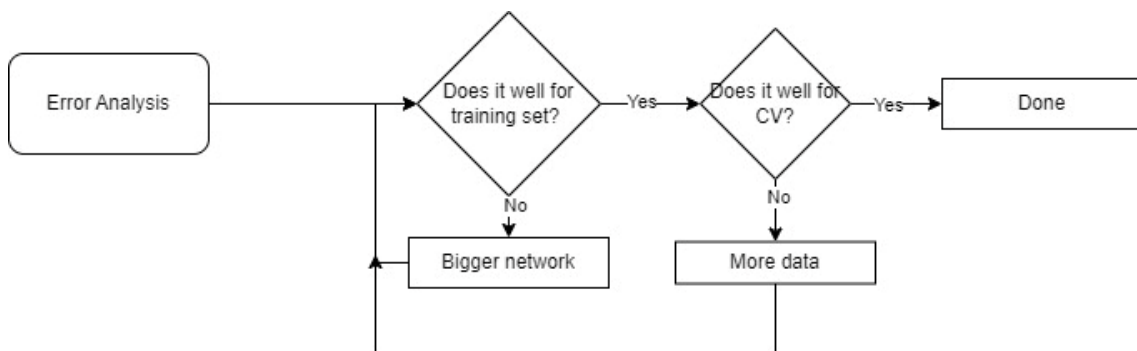 Error Analysis
Does it well for
training set?
Yes
Does it well for
CV?
Yes
Done
No
No
Bigger network
More data